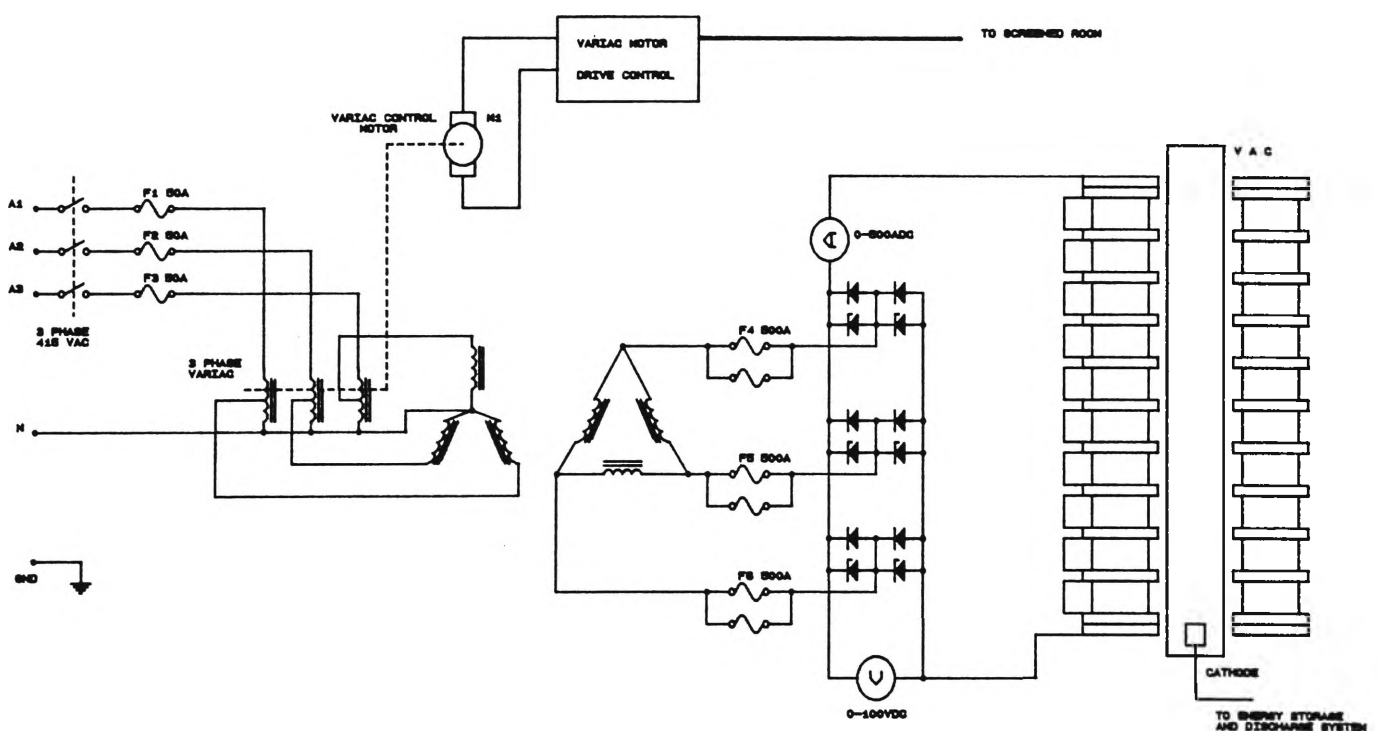 VARIAC MOTOR
DRIVE CONTROL
TO SCREENED ROOM
VARIAC CONTROL
MOTOR
M1
VAC
A1
F1 50A
A2
F2 50A
A3
F3 50A
0-500ADC
3 PHASE
415 VAC
3 PHASE
VARIAC
F4 500A
N
F5 500A
GND
F6 500A
V
0-100VDC
CATHODE
TO ENERGY STORAGE
AND DISCHARGE SYSTEM